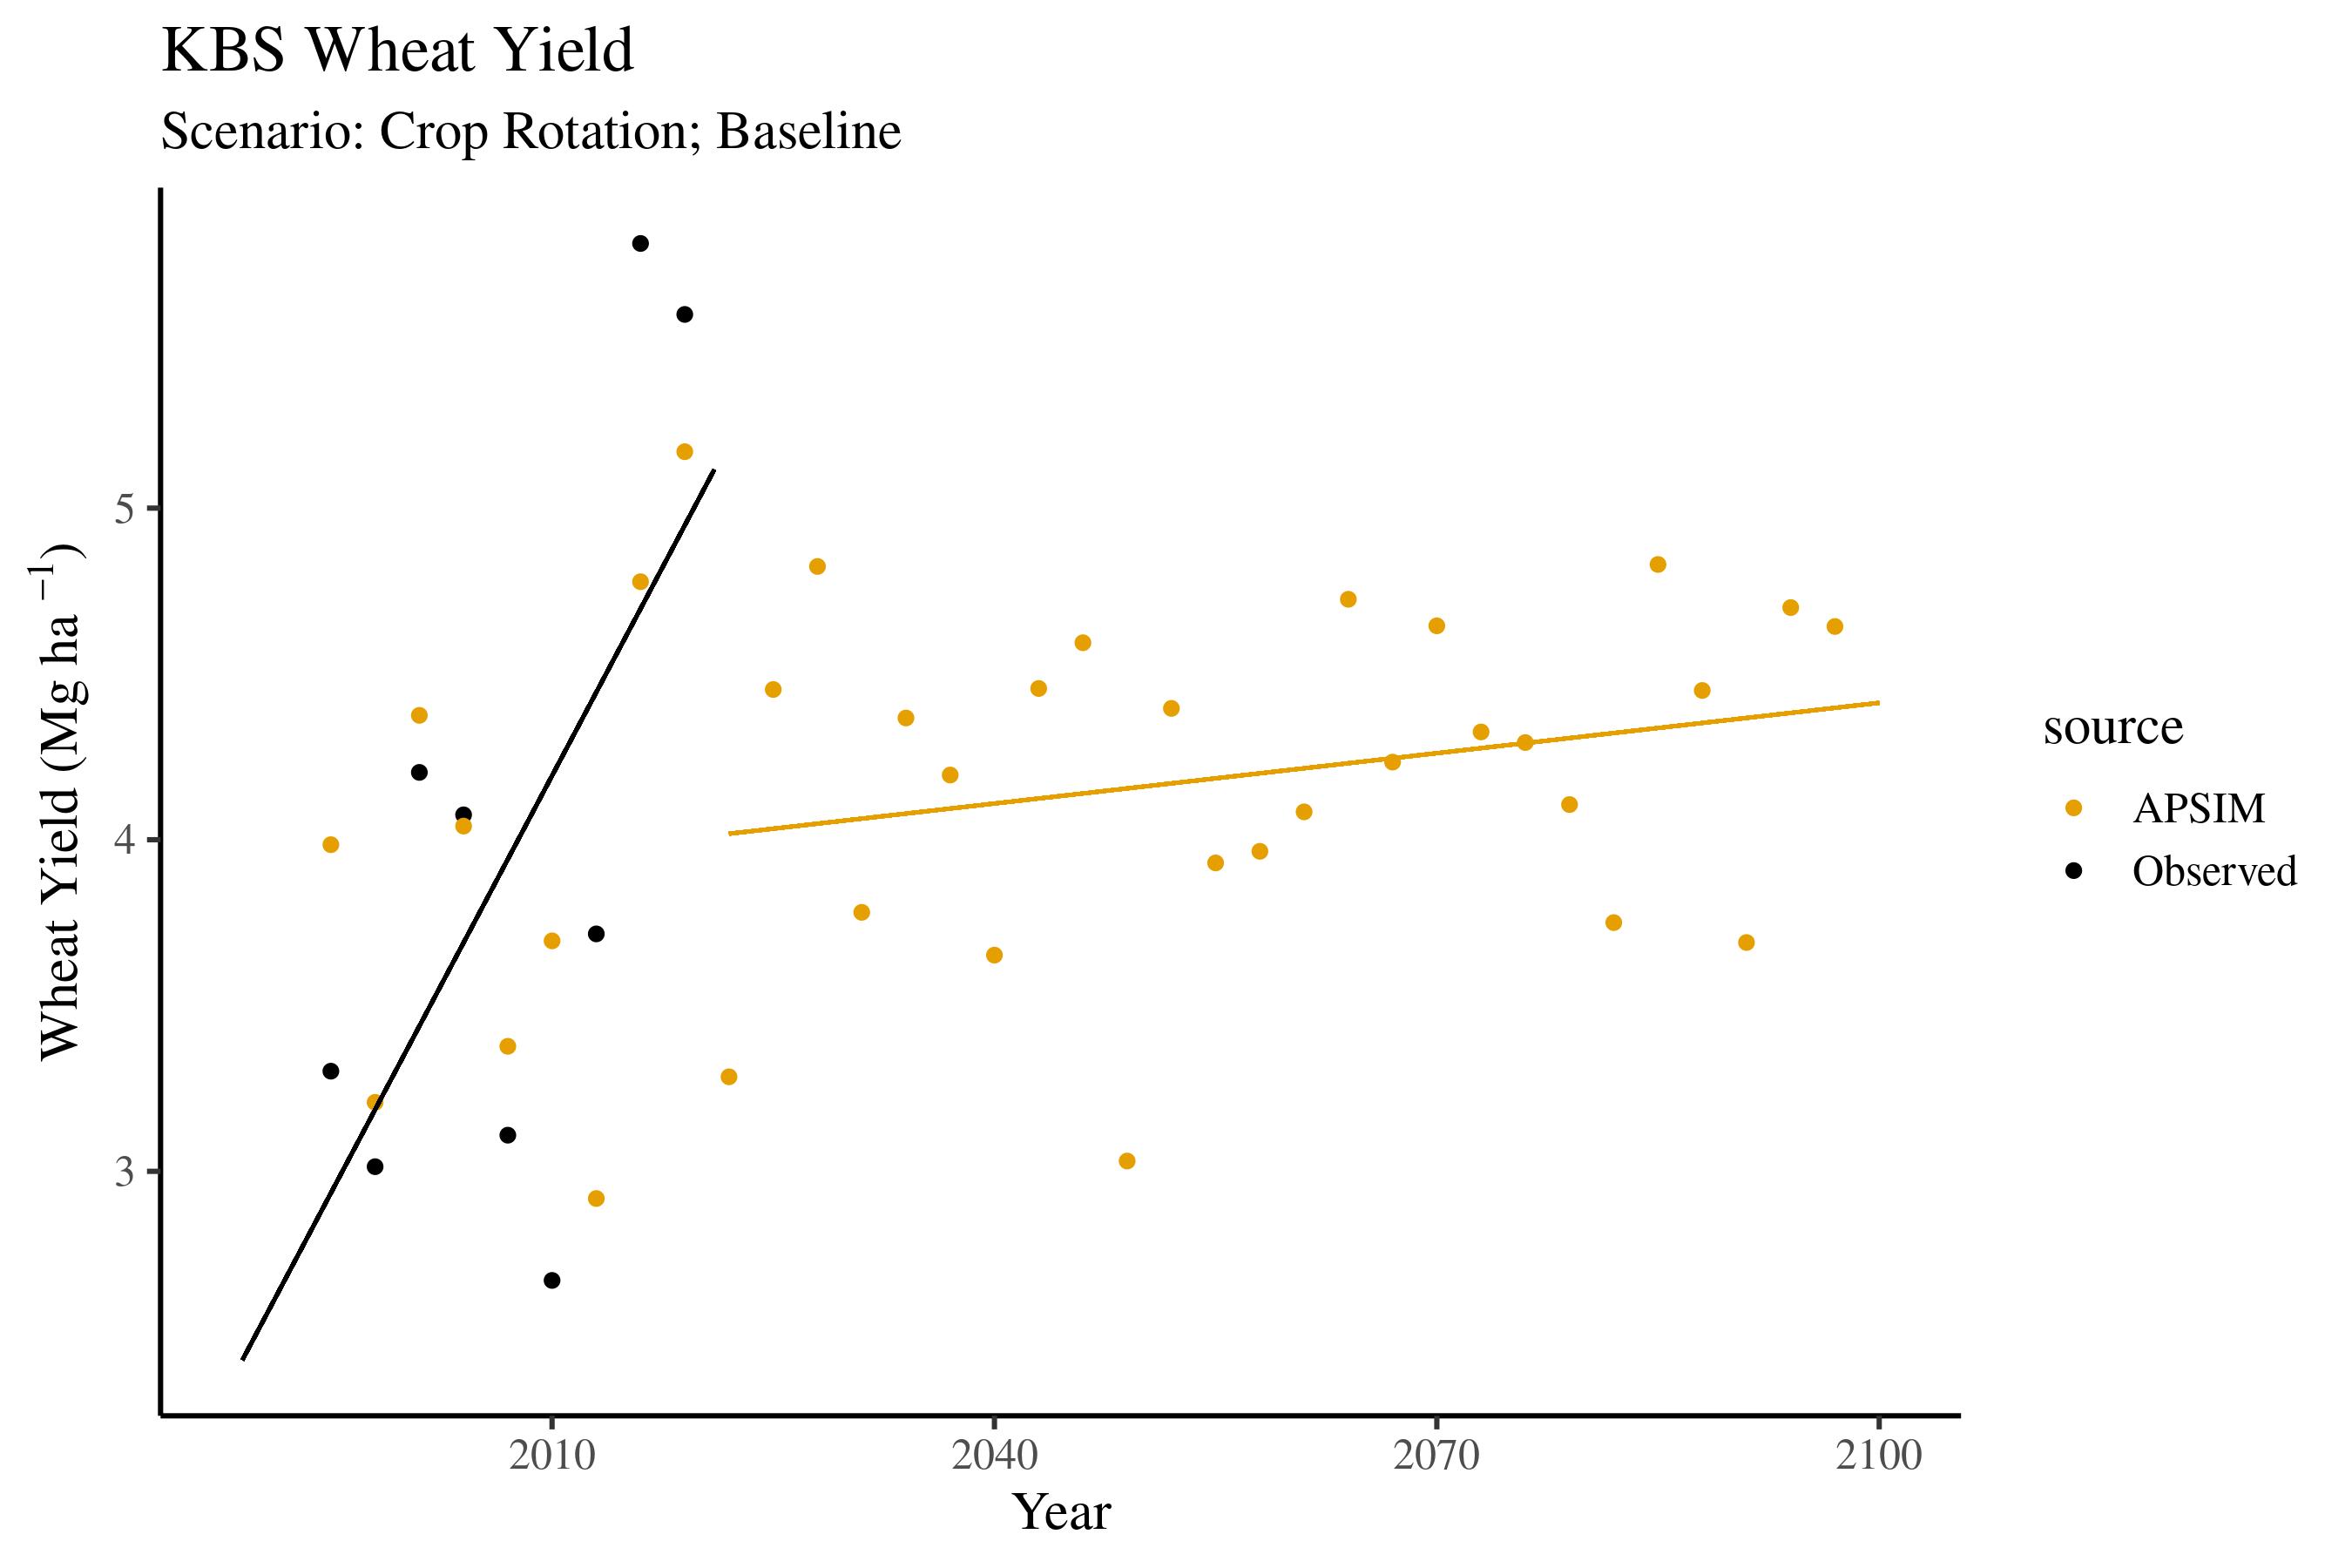 KBS Wheat Yield
Scenario: Crop Rotation; Baseline
Wheat Yield (Mg ha ⁻¹)
5
4
3
2010 2040 2070 2100
Year
source
APSIM
Observed